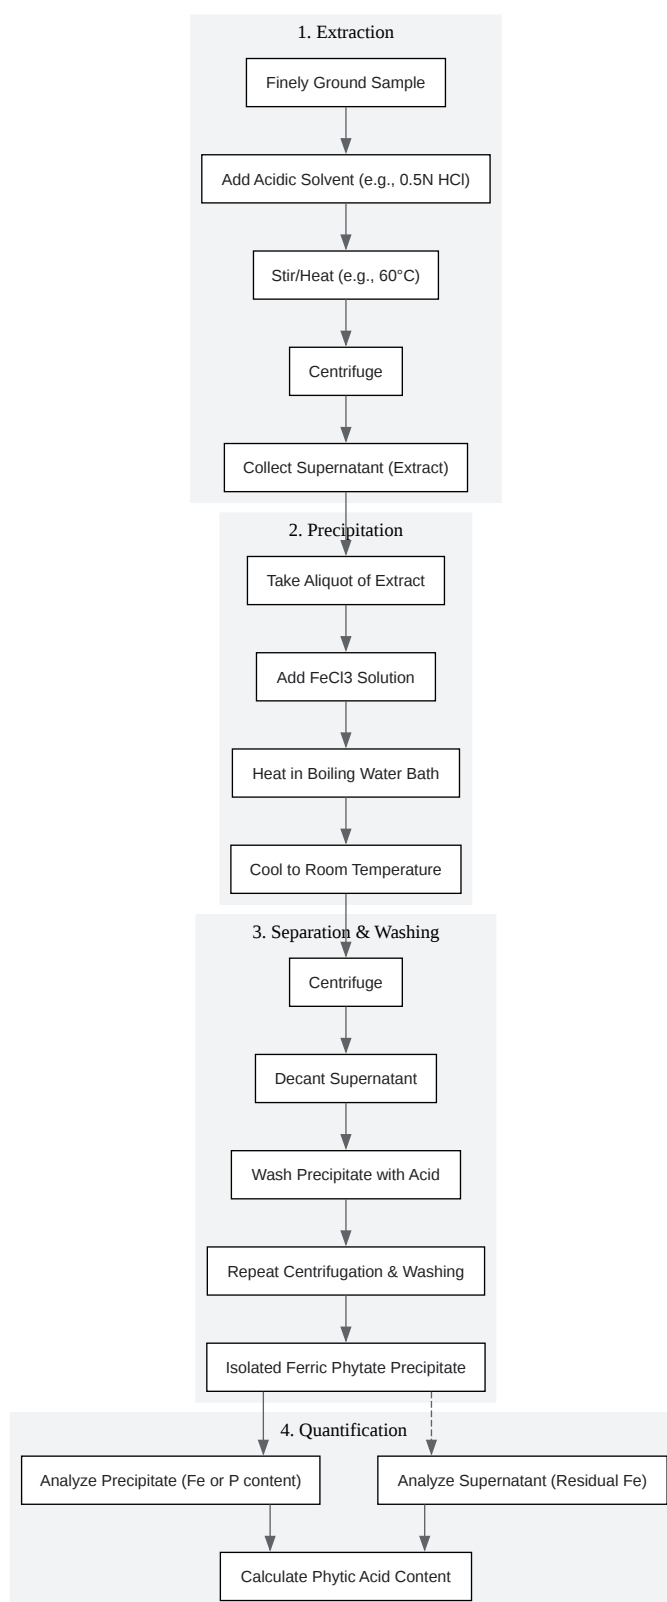 1. Extraction
Finely Ground Sample
Add Acidic Solvent (e.g., 0.5N HCl)
Stir/Heat (e.g., 60°C)
Centrifuge
Collect Supernatant (Extract)
2. Precipitation
Take Aliquot of Extract
Add FeCl3 Solution
Heat in Boiling Water Bath
Cool to Room Temperature
3. Separation & Washing
Centrifuge
Decant Supernatant
Wash Precipitate with Acid
Repeat Centrifugation & Washing
Isolated Ferric Phytate Precipitate
4. Quantification
Analyze Precipitate (Fe or P content)
Analyze Supernatant (Residual Fe)
Calculate Phytic Acid Content